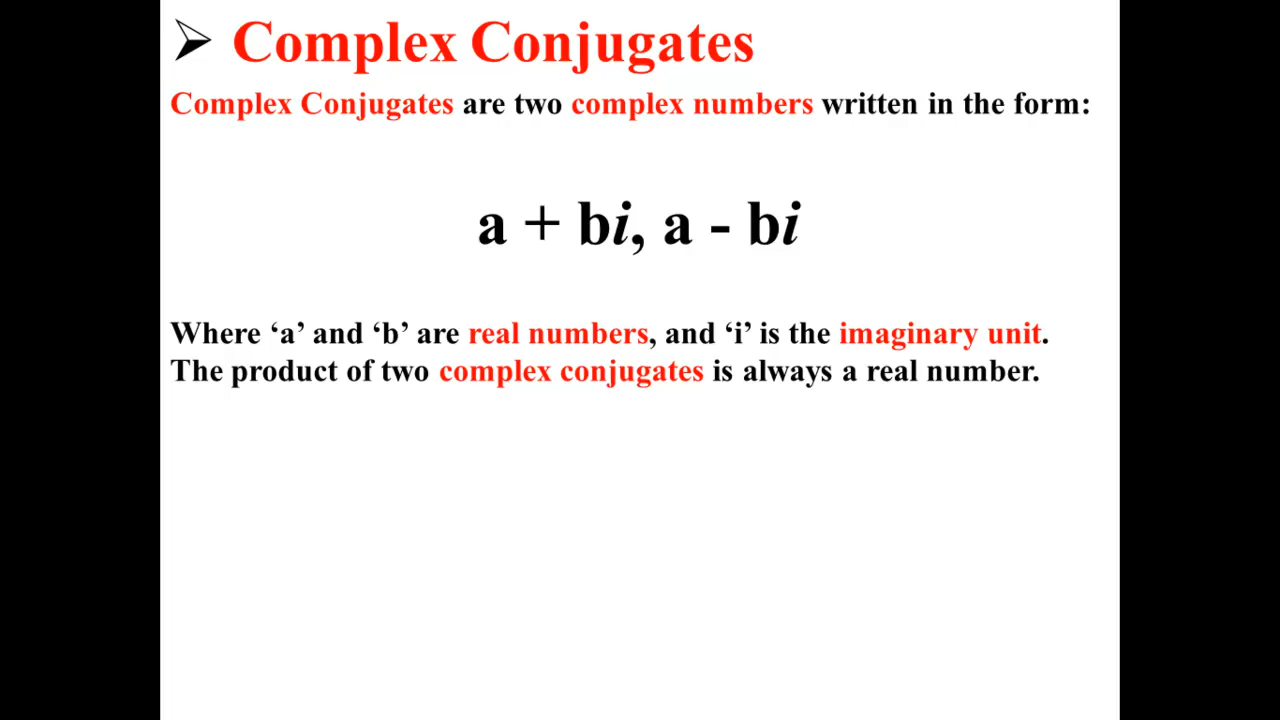 Complex Conjugates
Complex Conjugates are two complex numbers written in the form:
a + bi, a - bi
Where ‘a’ and ‘b’ are real numbers, and ‘i’ is the imaginary unit.
The product of two complex conjugates is always a real number.